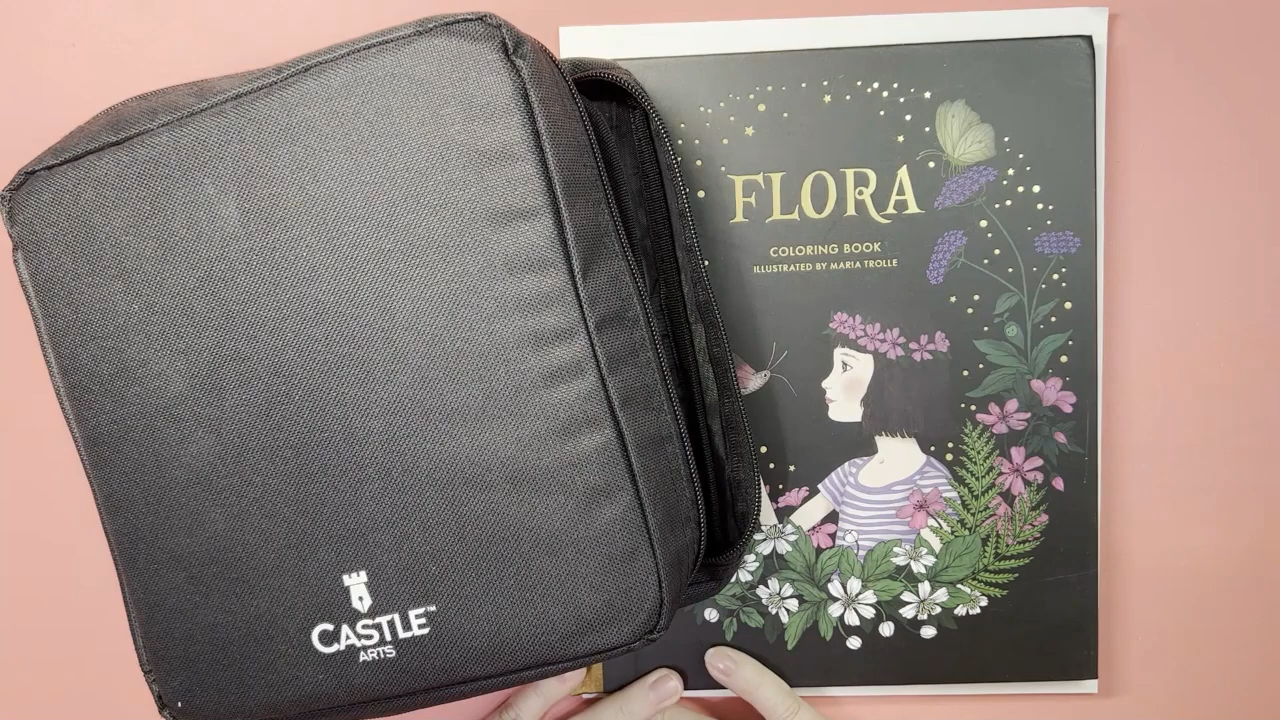 FLORA
COLORING BOOK
ILLUSTRATED BY MARIA TROLLE
CASTLE™
ARTS